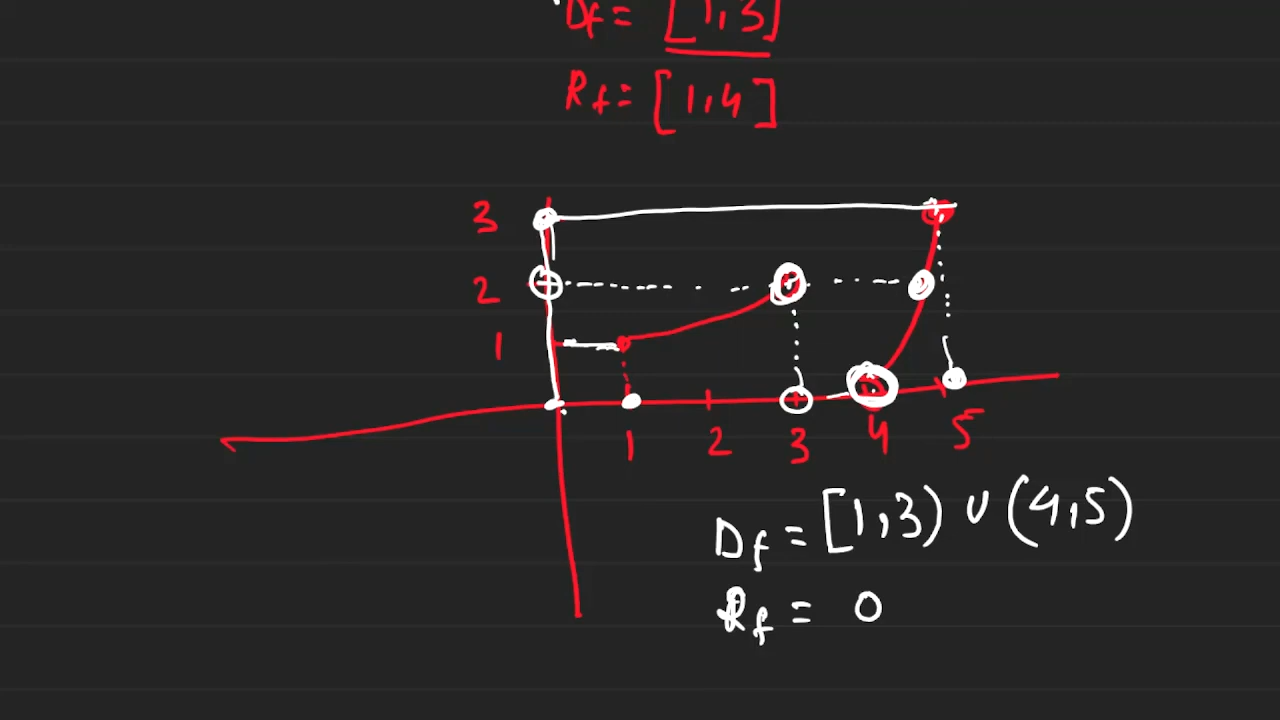 Df = [1,3]
Rf = [1,4]
3
2
1
1 2 3 4 5
Df = [1,3) ∪ (4,5)
Rf = 0